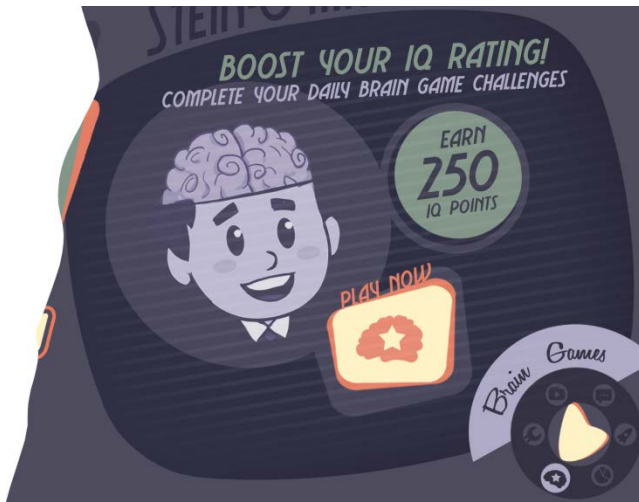 BOOST YOUR IQ RATING!
COMPLETE YOUR DAILY BRAIN GAME CHALLENGES
EARN
250
IQ POINTS
PLAY NOW
Brain Games